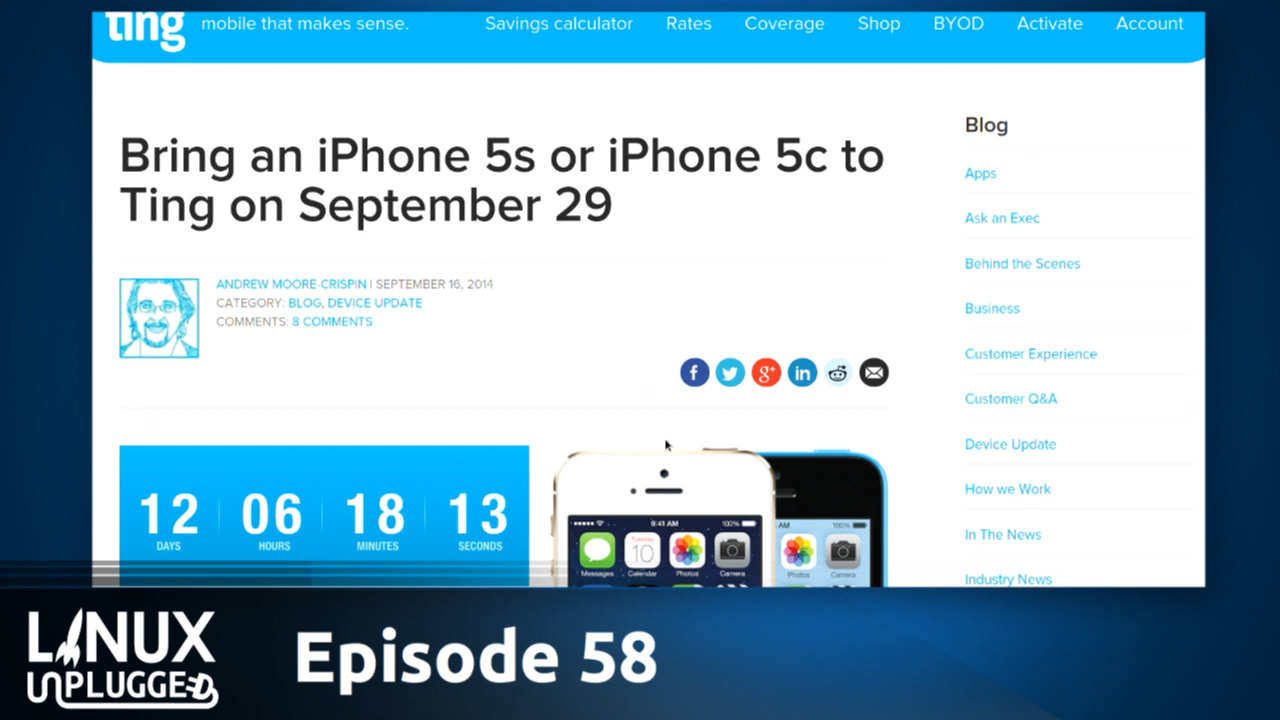 ting
mobile that makes sense.
Savings calculator Rates Coverage Shop BYOD Activate Account
Bring an iPhone 5s or iPhone 5c to
Ting on September 29
ANDREW MOORE-CRISPIN | SEPTEMBER 16, 2014
CATEGORY: BLOG, DEVICE UPDATE
COMMENTS: 8 COMMENTS
f g+ in
12 06 18 13
DAYS HOURS MINUTES SECONDS
9:41 AM 100%
AM 100%
Tuesday
10
Messages Calendar Photos Camera
Photos Camera
Blog
Apps
Ask an Exec
Behind the Scenes
Business
Customer Experience
Customer Q&A
Device Update
How we Work
In The News
Industry News
LINUX
UNPLUGGED
Episode 58